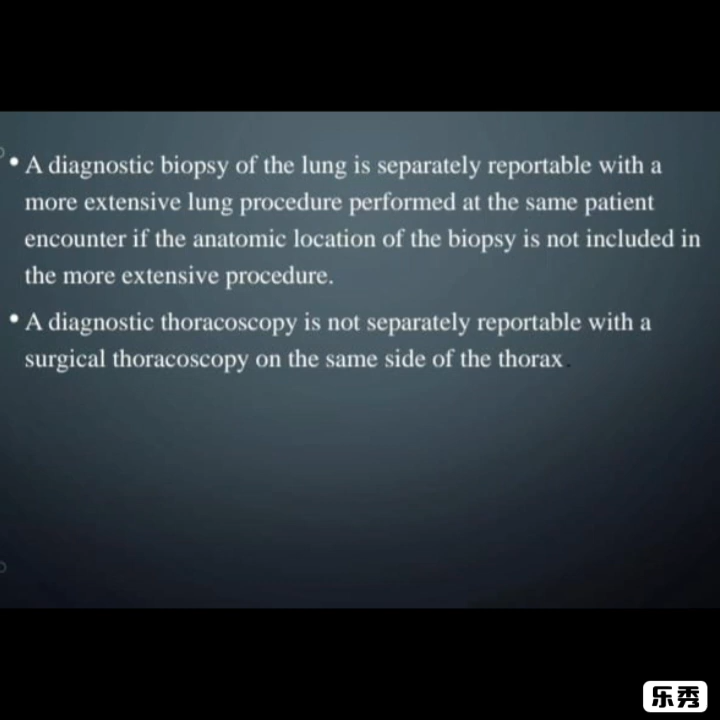 • A diagnostic biopsy of the lung is separately reportable with a
more extensive lung procedure performed at the same patient
encounter if the anatomic location of the biopsy is not included in
the more extensive procedure.
• A diagnostic thoracoscopy is not separately reportable with a
surgical thoracoscopy on the same side of the thorax.
乐秀